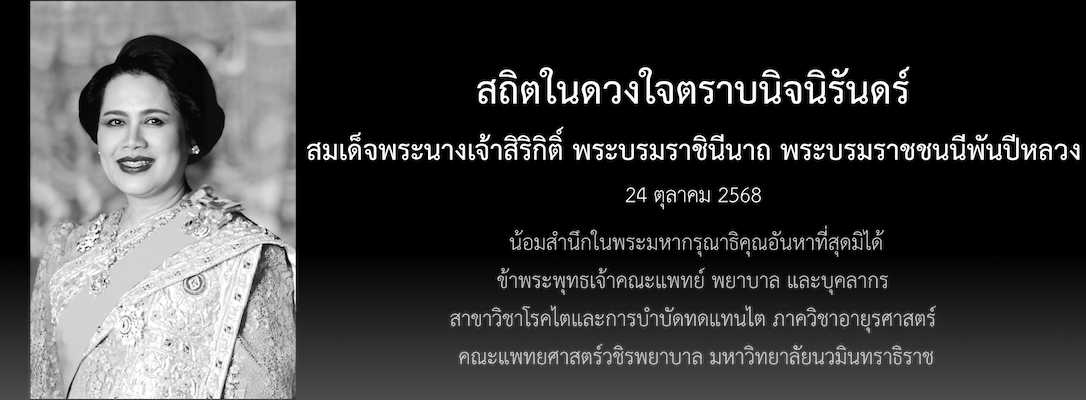 สถิตในดวงใจตราบนิจนิรันดร์
สมเด็จพระนางเจ้าสิริกิติ์ พระบรมราชินีนาถ พระบรมราชชนนีพันปีหลวง
24 ตุลาคม 2568
น้อมสำนึกในพระมหากรุณาธิคุณอันหาที่สุดมิได้
ข้าพระพุทธเจ้าคณะแพทย์ พยาบาล และบุคลากร
สาขาวิชาโรคไตและการบำบัดทดแทนไต ภาควิชาอายุรศาสตร์
คณะแพทยศาสตร์วชิรพยาบาล มหาวิทยาลัยนวมินทราธิราช